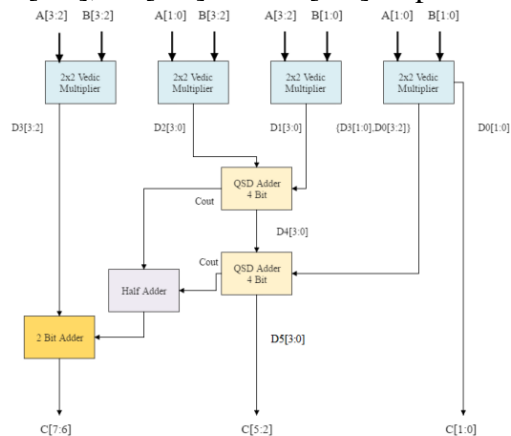 A[3:2] B[3:2] A[1:0] B[3:2] A[3:2] B[1:0] A[1:0] B[1:0]
2x2 Vedic
Multiplier
2x2 Vedic
Multiplier
2x2 Vedic
Multiplier
2x2 Vedic
Multiplier
D3[3:2] D2[3:0] D1[3:0] {D3[1:0),D0[3:2]} D0[1:0]
QSD Adder
4 Bit
Cout
D4[3:0]
Cout
QSD Adder
4 Bit
Half Adder
2 Bit Adder
D5[3:0]
C[7:6] C[5:2] C[1:0]